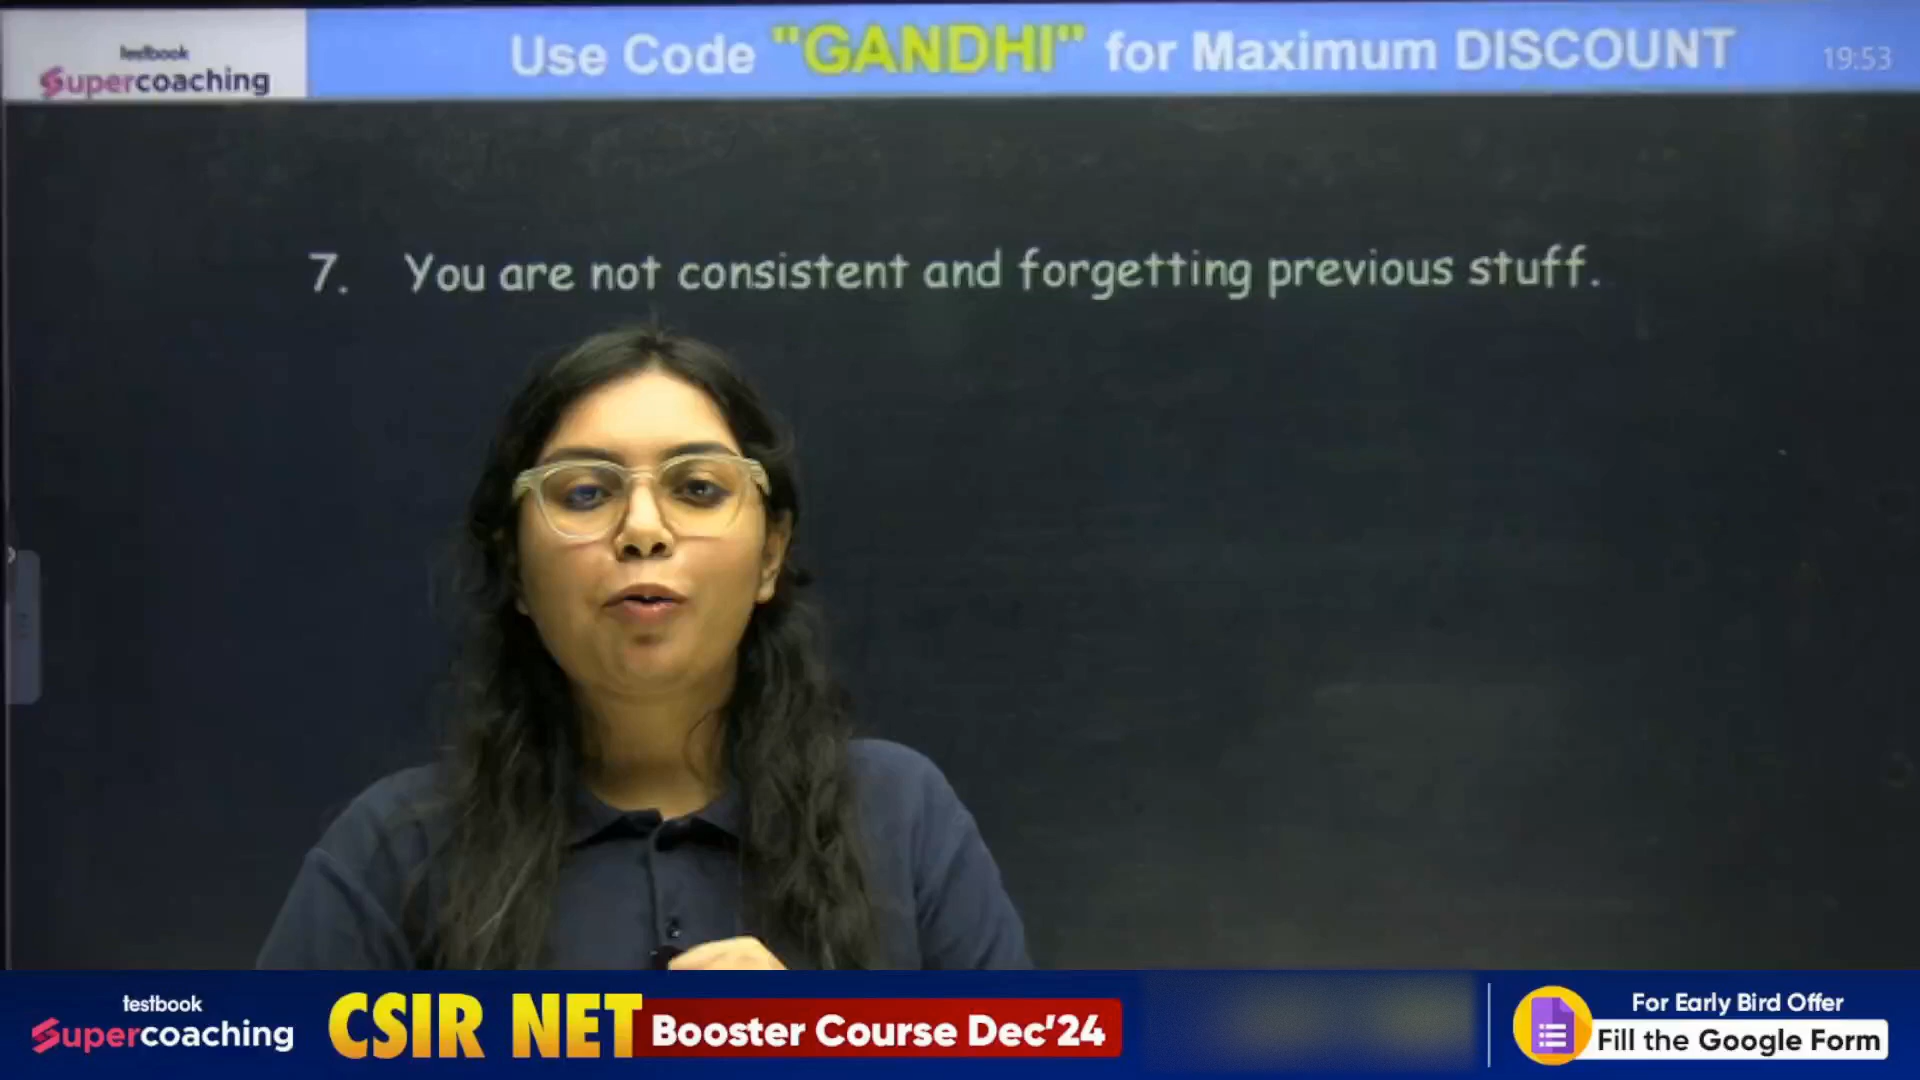 testbook
Supercoaching
Use Code "GANDHI" for Maximum DISCOUNT
19:53
7. You are not consistent and forgetting previous stuff.
testbook
Supercoaching
CSIR NET
Booster Course Dec'24
For Early Bird Offer
Fill the Google Form